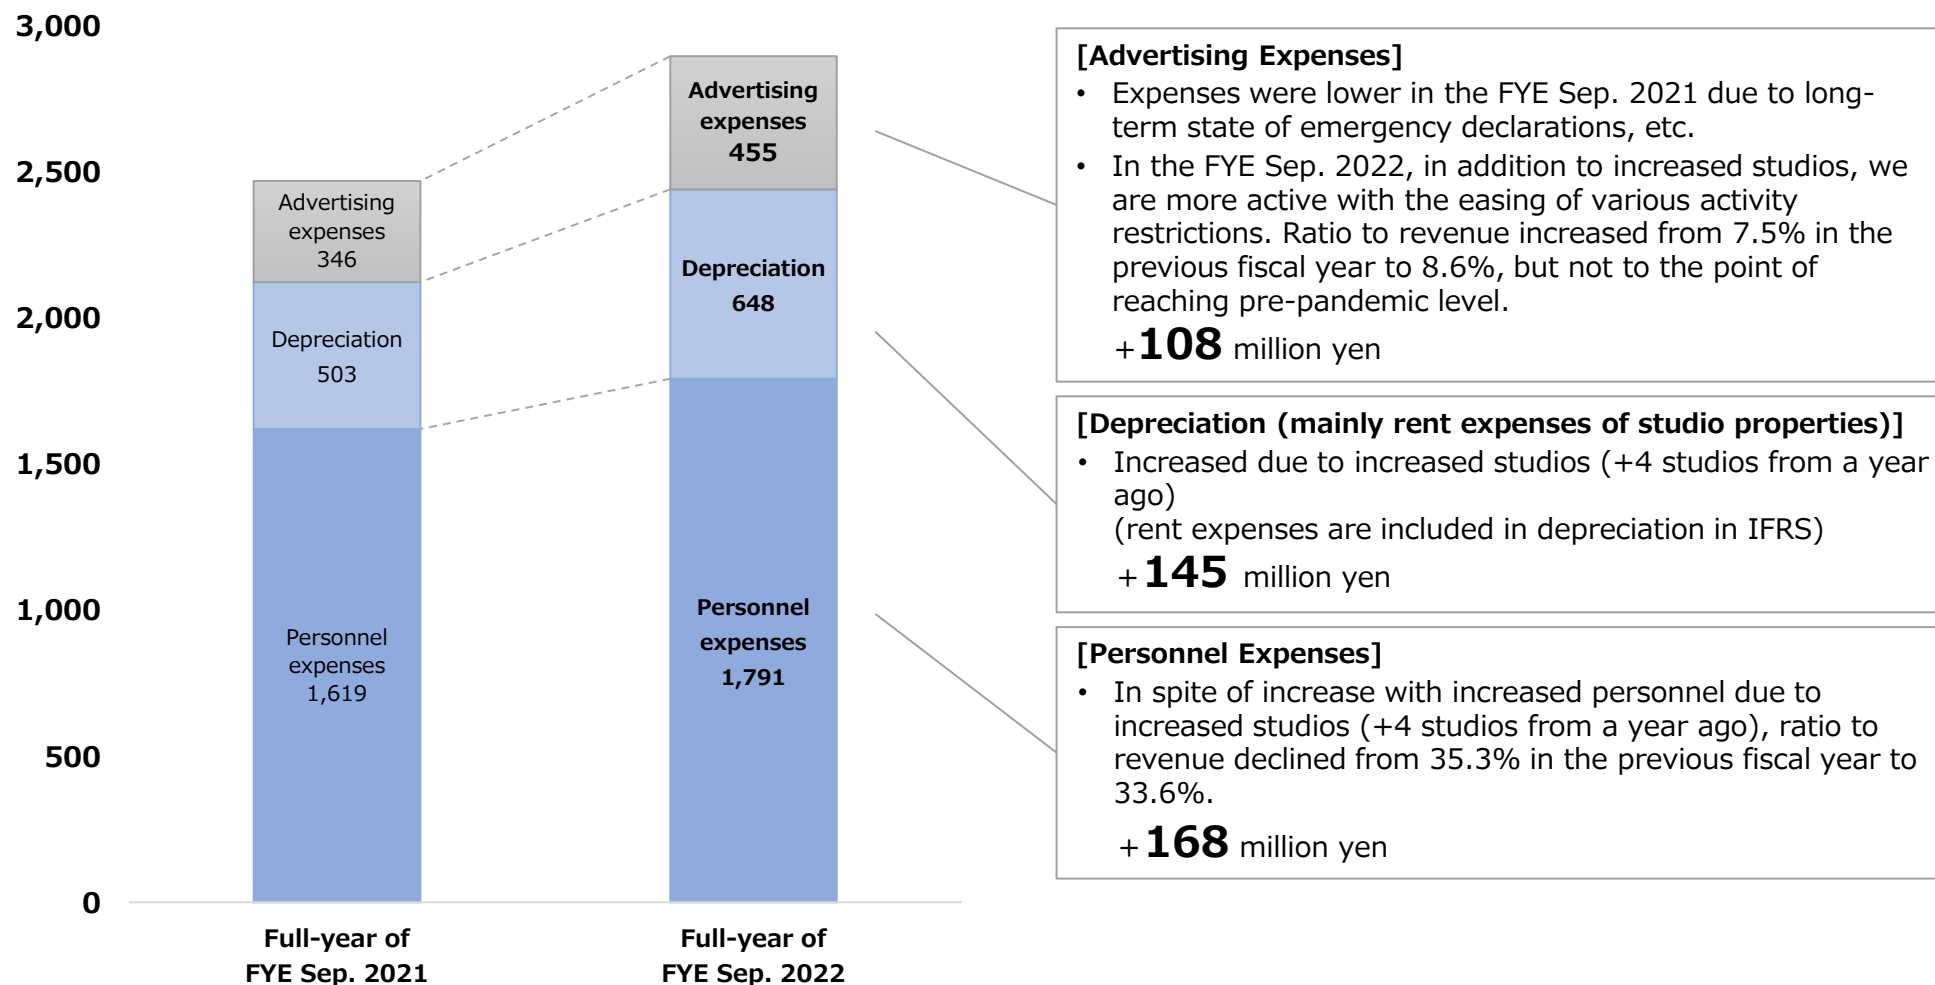 3,000
2,500
2,000
1,500
1,000
500
0
Advertising
expenses
346
Depreciation
503
Personnel
expenses
1,619
Full-year of
FYE Sep. 2021
Advertising
expenses
455
Depreciation
648
Personnel
expenses
1,791
Full-year of
FYE Sep. 2022
[Advertising Expenses]
• Expenses were lower in the FYE Sep. 2021 due to long-
term state of emergency declarations, etc.
• In the FYE Sep. 2022, in addition to increased studios, we
are more active with the easing of various activity
restrictions. Ratio to revenue increased from 7.5% in the
previous fiscal year to 8.6%, but not to the point of
reaching pre-pandemic level.
+108 million yen
[Depreciation (mainly rent expenses of studio properties)]
• Increased due to increased studios (+4 studios from a year
ago)
(rent expenses are included in depreciation in IFRS)
+145 million yen
[Personnel Expenses]
• In spite of increase with increased personnel due to
increased studios (+4 studios from a year ago), ratio to
revenue declined from 35.3% in the previous fiscal year to
33.6%.
+168 million yen